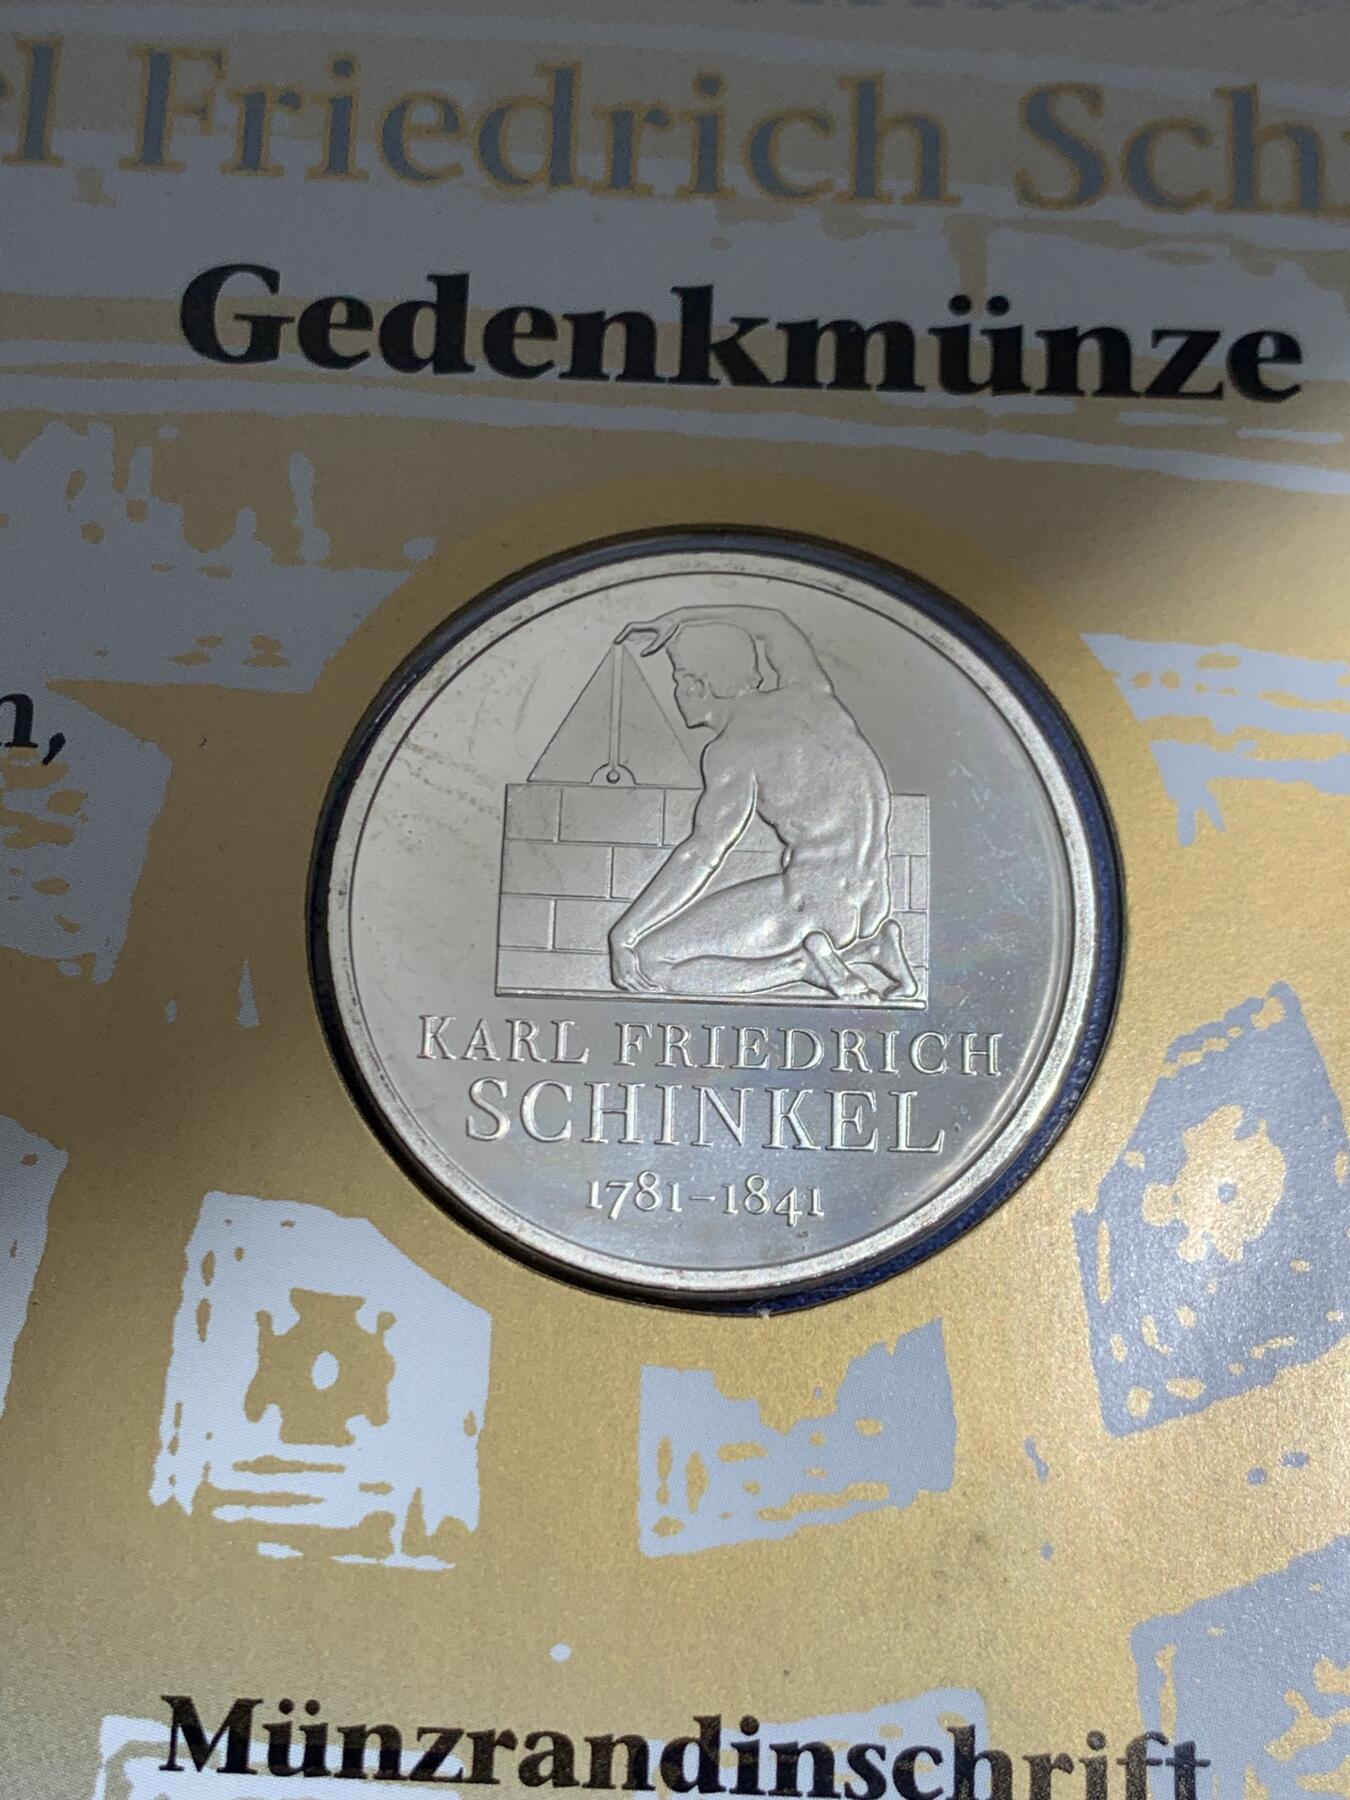 l Friedrich Sch
Gedenkmünze
n,
KARL FRIEDRICH
SCHINKEL
1781–1841
Münzrandinschrift